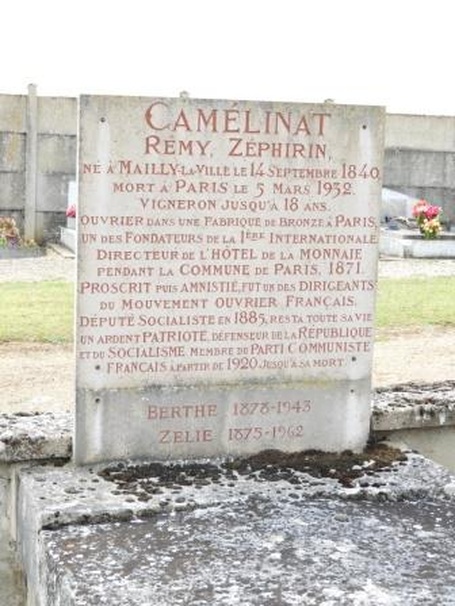 CAMÉLINAT
RÉMY, ZÉPHIRIN,
NÉ À MAILLY-LA-VILLE LE 14 SEPTEMBRE 1840,
MORT À PARIS LE 5 MARS 1932.
VIGNERON JUSQU'À 18 ANS.
OUVRIER DANS UNE FABRIQUE DE BRONZE À PARIS,
UN DES FONDATEURS DE LA 1ÈRE INTERNATIONALE
DIRECTEUR DE L'HÔTEL DE LA MONNAIE
PENDANT LA COMMUNE DE PARIS, 1871.
PROSCRIT PUIS AMNISTIÉ, FUT UN DES DIRIGEANTS
DU MOUVEMENT OUVRIER FRANÇAIS.
DÉPUTÉ SOCIALISTE EN 1885, RESTA TOUTE SA VIE
UN ARDENT PATRIOTE, DÉFENSEUR DE LA RÉPUBLIQUE
ET DU SOCIALISME MEMBRE DU PARTI COMMUNISTE
FRANÇAIS À PARTIR DE 1920, JUSQU'À SA MORT
BERTHE 1878-1943
ZELIE 1875-1962